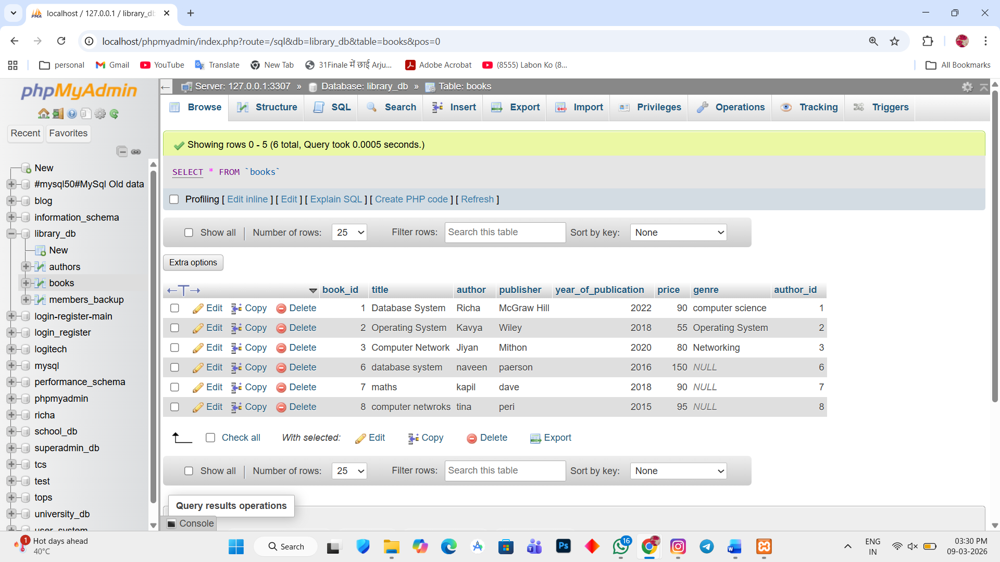 localhost / 127.0.0.1 / library_db
localhost/phpmyadmin/index.php?route=/sql&db=library_db&table=books&pos=0
personal Gmail YouTube Translate New Tab 31Finale में छाई Arju... Adobe Acrobat (8555) Labon Ko (8... All Bookmarks
phpMyAdmin
Recent Favorites
New
#mysql50#MySql Old data
blog
information_schema
library_db
New
authors
books
members_backup
login-register-main
login_register
logitech
mysql
performance_schema
phpmyadmin
richa
school_db
superadmin_db
tcs
test
tops
university_db
user_system
Server: 127.0.0.1:3307 » Database: library_db » Table: books
Browse Structure SQL Search Insert Export Import Privileges Operations Tracking Triggers
Showing rows 0 - 5 (6 total, Query took 0.0005 seconds.)
SELECT * FROM `books`
Profiling [ Edit inline ] [ Edit ] [ Explain SQL ] [ Create PHP code ] [ Refresh ]
Show all | Number of rows: 25 Filter rows: Search this table Sort by key: None
Extra options
book_id title author publisher year_of_publication price genre author_id
Edit Copy Delete 1 Database System Richa McGraw Hill 2022 90 computer science 1
Edit Copy Delete 2 Operating System Kavya Wiley 2018 55 Operating System 2
Edit Copy Delete 3 Computer Network Jiyan Mithon 2020 80 Networking 3
Edit Copy Delete 6 database system naveen paerson 2016 150 NULL 6
Edit Copy Delete 7 maths kapil dave 2018 90 NULL 7
Edit Copy Delete 8 computer netwroks tina peri 2015 95 NULL 8
Check all With selected: Edit Copy Delete Export
Show all | Number of rows: 25 Filter rows: Search this table Sort by key: None
Query results operations
Console
1 Hot days ahead
40°C
Search
Ps
16
ENG
IN
03:30 PM
09-03-2026